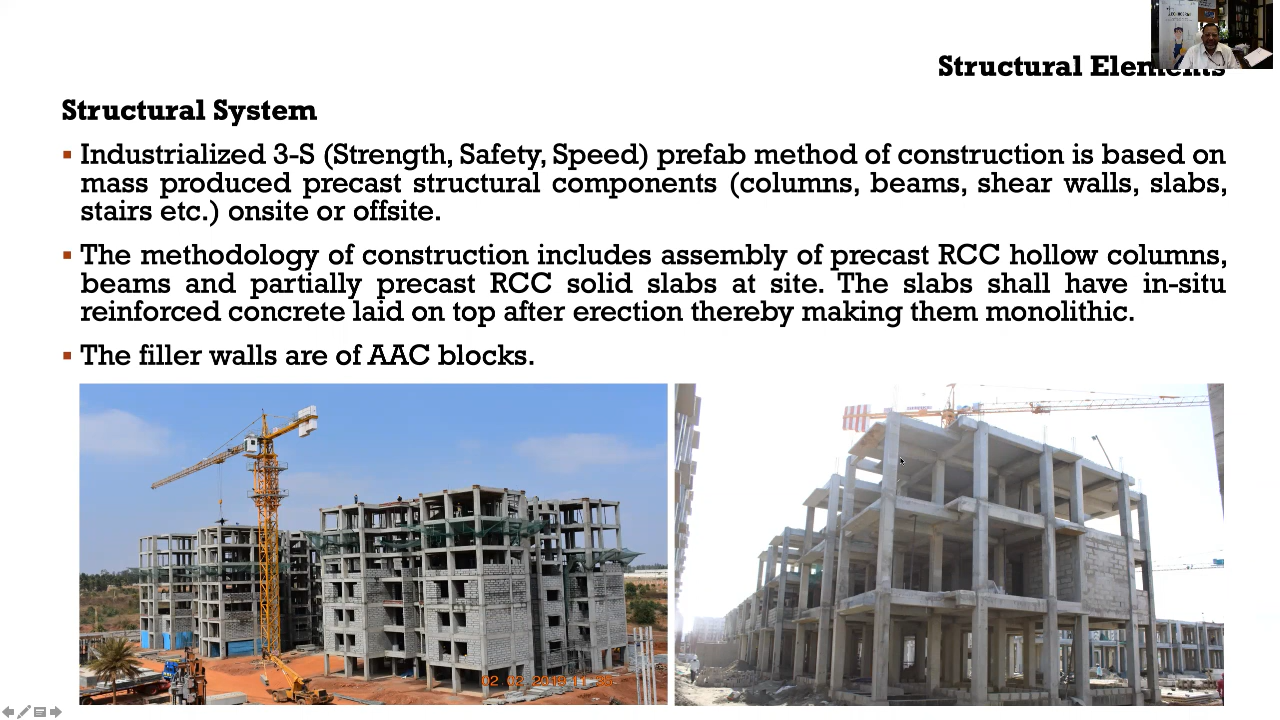 Structural Elements
Structural System
▪ Industrialized 3-S (Strength, Safety, Speed) prefab method of construction is based on
mass produced precast structural components (columns, beams, shear walls, slabs,
stairs etc.) onsite or offsite.
▪ The methodology of construction includes assembly of precast RCC hollow columns,
beams and partially precast RCC solid slabs at site. The slabs shall have in-situ
reinforced concrete laid on top after erection thereby making them monolithic.
▪ The filler walls are of AAC blocks.